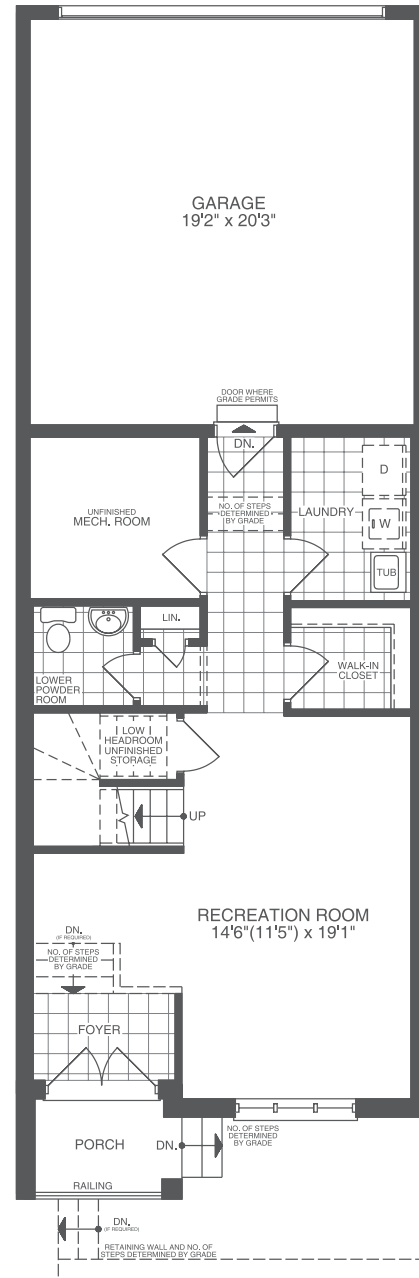 GARAGE
19'2" x 20'3"
DOOR WHERE
GRADE PERMITS
DN.
NO. OF STEPS
DETERMINED
BY GRADE
LAUNDRY
D
W
TUB
UNFINISHED
MECH. ROOM
LIN.
LOWER
POWDER
ROOM
WALK-IN
CLOSET
LOW
HEADROOM
UNFINISHED
STORAGE
UP
RECREATION ROOM
14'6"(11'5") x 19'1"
DN.
(IF REQUIRED)
NO. OF STEPS
DETERMINED
BY GRADE
FOYER
PORCH
DN.
NO. OF STEPS
DETERMINED
BY GRADE
RAILING
DN.
(IF REQUIRED)
RETAINING WALL AND NO. OF
STEPS DETERMINED BY GRADE